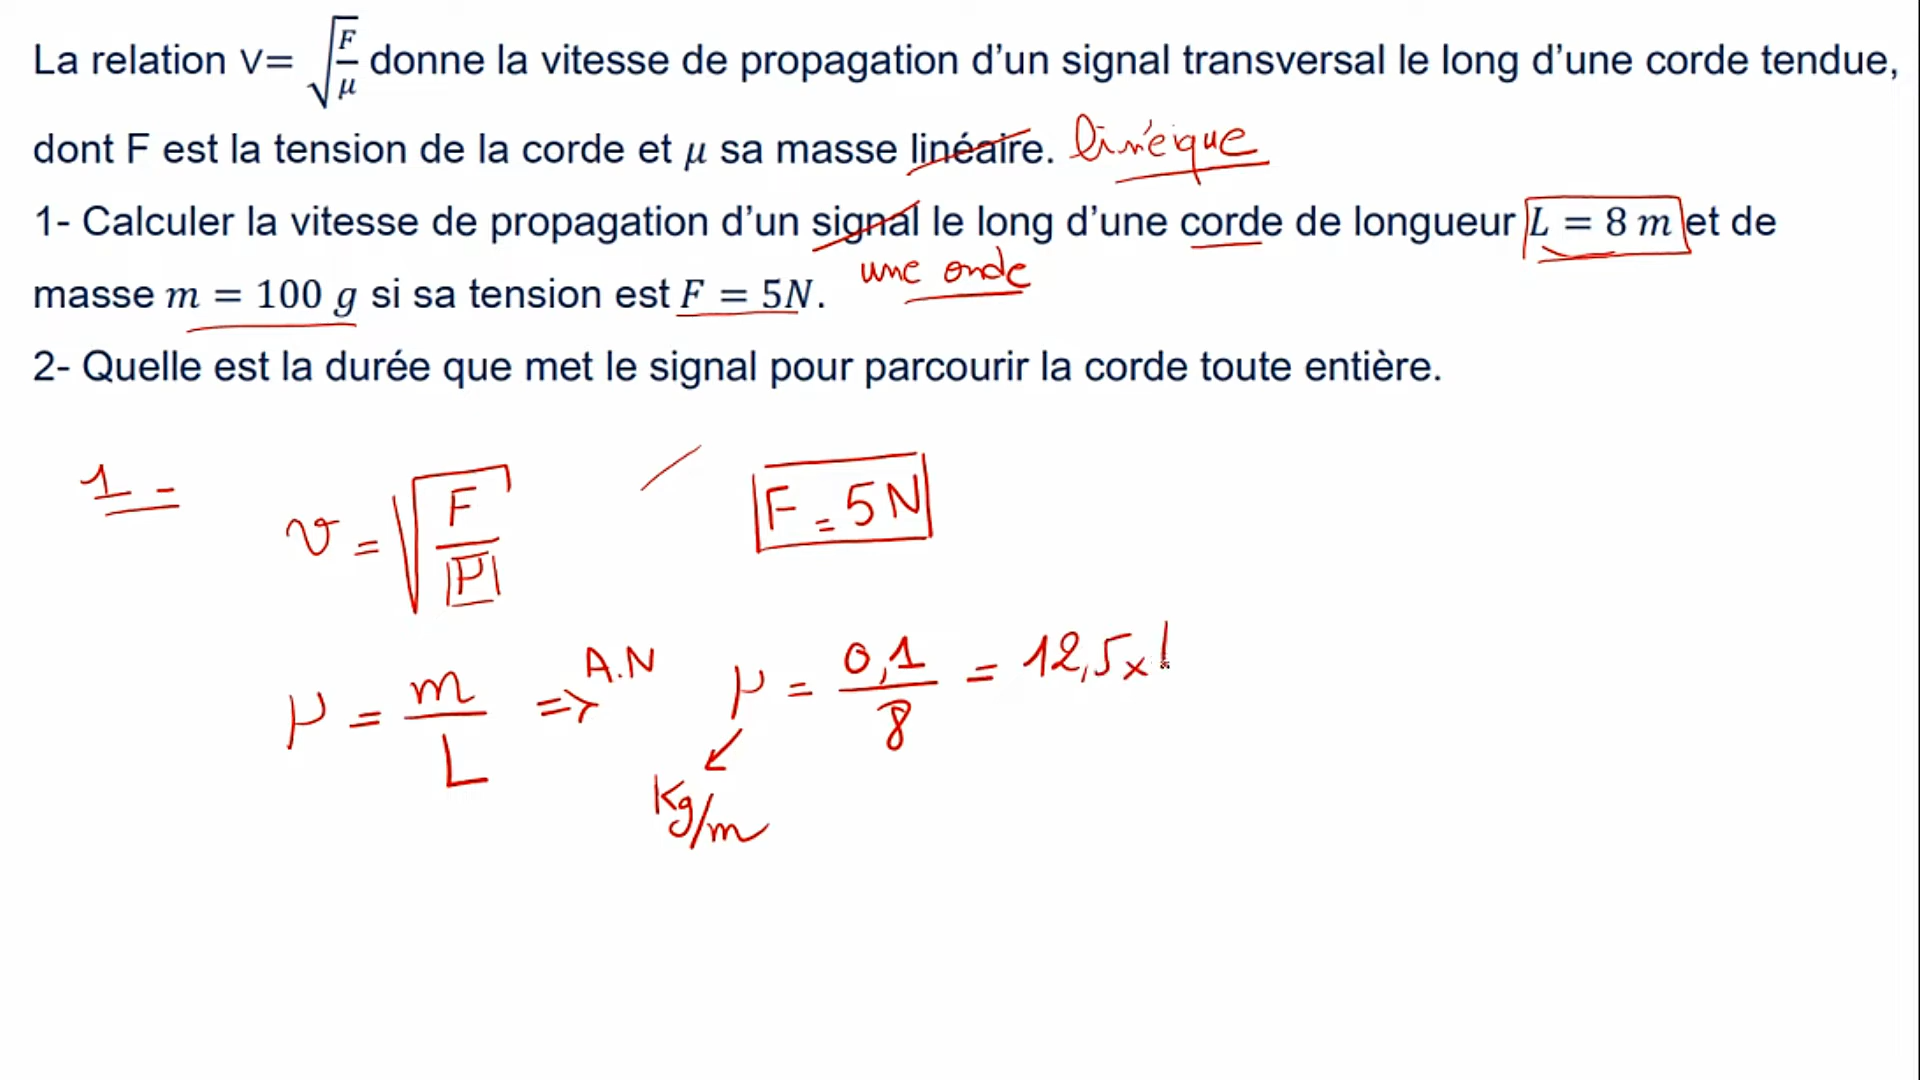 La relation V= √F/μ donne la vitesse de propagation d’un signal transversal le long d’une corde tendue,
dont F est la tension de la corde et μ sa masse linéaire. linéique
1- Calculer la vitesse de propagation d’un signal le long d’une corde de longueur L = 8 m et de
une onde
masse m = 100 g si sa tension est F = 5N.
2- Quelle est la durée que met le signal pour parcourir la corde toute entière.
1 -
v = √F/μ
F = 5N
μ = m/L => A.N μ = 0,1/8 = 12,5 x 1
Kg/m